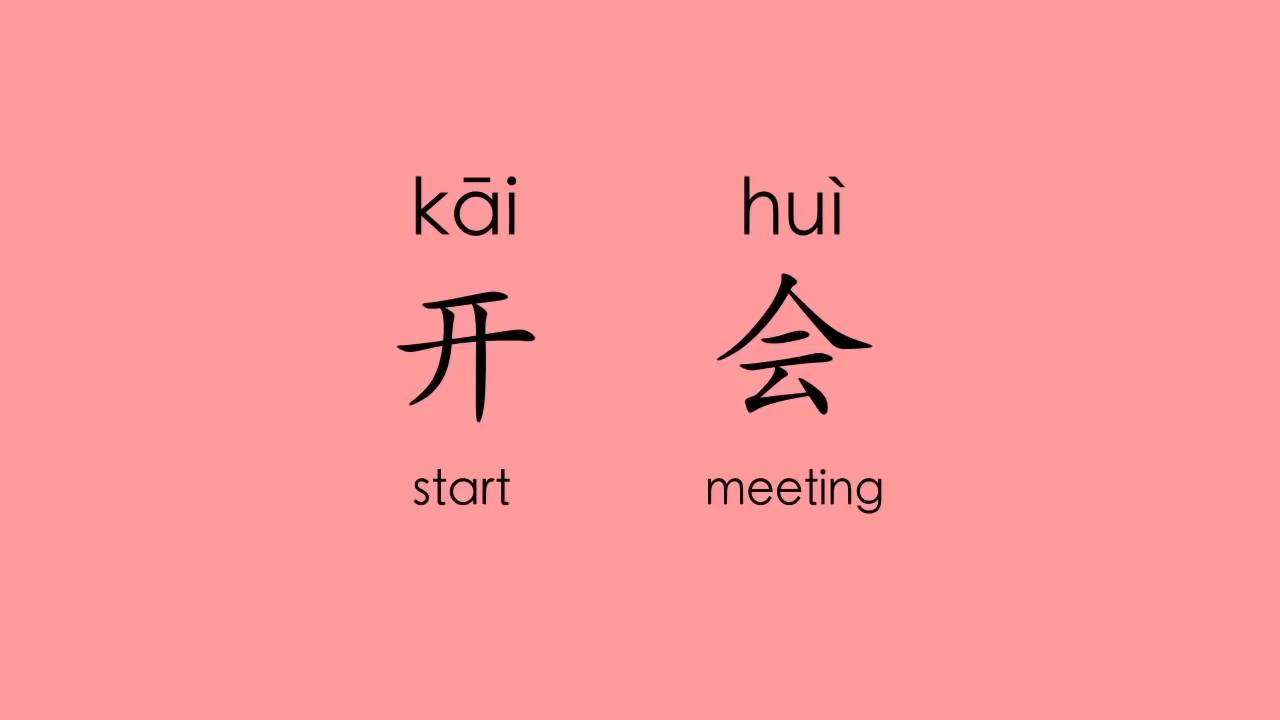 kāi huì
开 会
start meeting